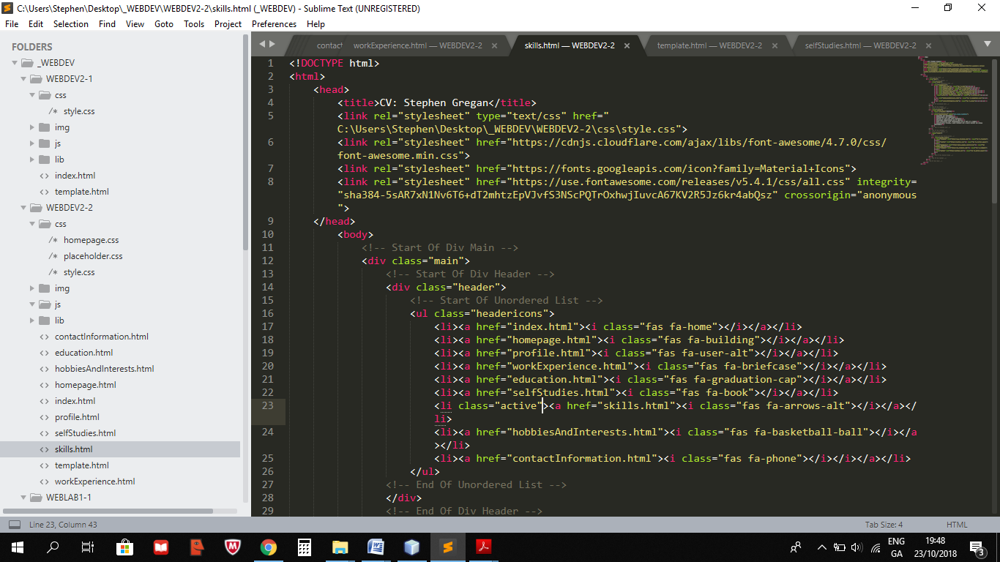 C:\Users\Stephen\Desktop\_WEBDEV\WEBDEV2-2\skills.html (_WEBDEV) - Sublime Text (UNREGISTERED)
File Edit Selection Find View Goto Tools Project Preferences Help
FOLDERS
_WEBDEV
WEBDEV2-1
css
/* style.css
img
js
lib
<> index.html
<> template.html
WEBDEV2-2
css
/* homepage.css
/* placeholder.css
/* style.css
img
js
lib
<> contactInformation.html
<> education.html
<> hobbiesAndInterests.html
<> homepage.html
<> index.html
<> profile.html
<> selfStudies.html
<> skills.html
<> template.html
<> workExperience.html
WEBLAB1-1
contact workExperience.html — WEBDEV2-2 × skills.html — WEBDEV2-2 × template.html — WEBDEV2-2 × selfStudies.html — WEBDEV2-2 ×
1 <!DOCTYPE html>
2 <html>
3 <head>
4 <title>CV: Stephen Gregan</title>
5 <link rel="stylesheet" type="text/css" href="
C:\Users\Stephen\Desktop\_WEBDEV\WEBDEV2-2\css\style.css">
6 <link rel="stylesheet" href="https://cdnjs.cloudflare.com/ajax/libs/font-awesome/4.7.0/css/
font-awesome.min.css">
7 <link rel="stylesheet" href="https://fonts.googleapis.com/icon?family=Material+Icons">
8 <link rel="stylesheet" href="https://use.fontawesome.com/releases/v5.4.1/css/all.css" integrity=
"sha384-5sAR7xN1Nv6T6+dT2mhtzEpVJvfS3NScPQTrOxhwjIuvcA67KV2R5Jz6kr4abQsz" crossorigin="anonymous
">
9 </head>
10 <body>
11 <!-- Start Of Div Main -->
12 <div class="main">
13 <!-- Start Of Div Header -->
14 <div class="header">
15 <!-- Start Of Unordered List -->
16 <ul class="headericons">
17 <li><a href="index.html"><i class="fas fa-home"></i></a></li>
18 <li><a href="homepage.html"><i class="fas fa-building"></i></a></li>
19 <li><a href="profile.html"><i class="fas fa-user-alt"></i></a></li>
20 <li><a href="workExperience.html"><i class="fas fa-briefcase"></i></a></li>
21 <li><a href="education.html"><i class="fas fa-graduation-cap"></i></a></li>
22 <li><a href="selfStudies.html"><i class="fas fa-book"></i></a></li>
23 <li class="active"><a href="skills.html"><i class="fas fa-arrows-alt"></i></a></
li>
24 <li><a href="hobbiesAndInterests.html"><i class="fas fa-basketball-ball"></i></a
></li>
25 <li><a href="contactInformation.html"><i class="fas fa-phone"></i></i></a></li>
26 </ul>
27 <!-- End Of Unordered List -->
28 </div>
29 <!-- End Of Div Header -->
Line 23, Column 43 Tab Size: 4 HTML
ENG 19:48
GA 23/10/2018 3